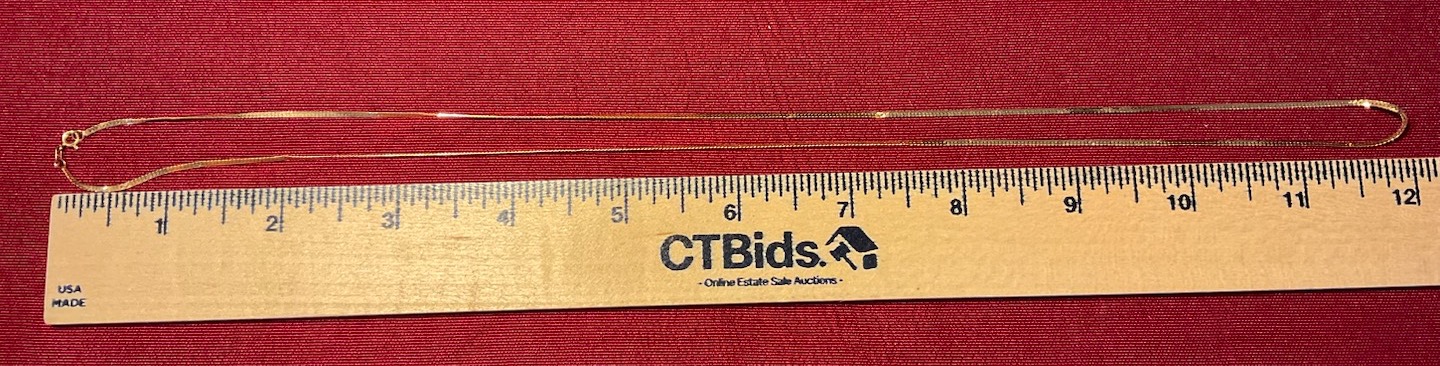 1 2 3 4 5 6 7 8 9 10 11 12
CTBids.
- Online Estate Sale Auctions -
USA
MADE